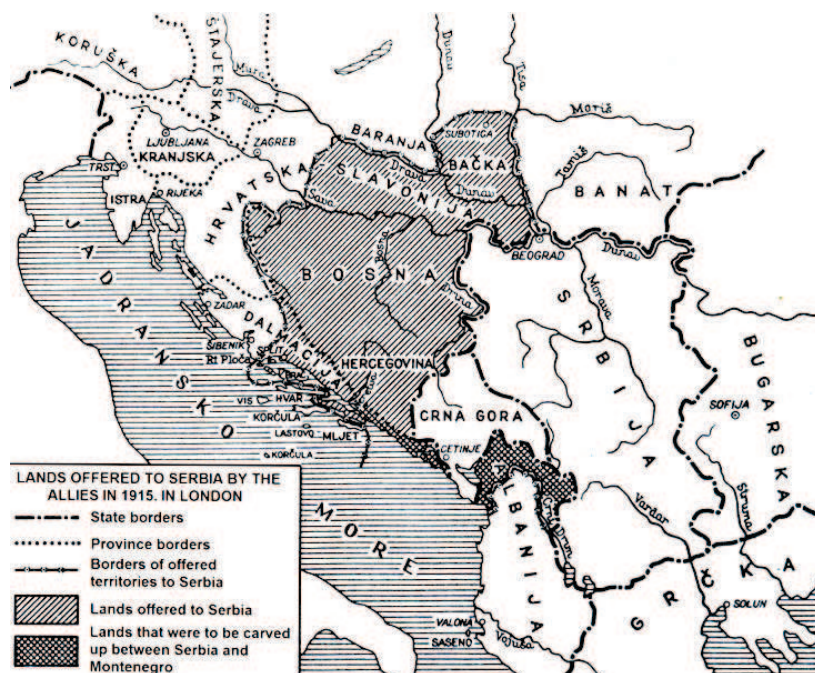 KORUŠKA
ŠTAJERSKA
Mura
Drava
Dunav
Tisa
Moriš
BARANJA
SUBOTIGA
BAČKA
LJUBLJANA
KRANJSKA
ZAGREB
TRST
ISTRA
RIJEKA
HRVATSKA
SLAVONIJA
Drava
Dunav
Tamiš
BANAT
Sava
BEOGRAD
Dunav
JADRANSKO MORE
BOSNA
Bosna
Drina
Morava
SRBIJA
ZADAR
DALMACIJA
ŠIBENIK
Rt Ploča
SPLIT
HERCEGOVINA
VIS
HVAR
KORČULA
LASTOVO
MLJET
KORČULA
CRNA GORA
CETINJE
BUGARSKA
SOFIJA
Struma
Vardar
ALBANIJA
Crni Drim
GRČKA
SOLUN
VALONA
SASENO
Vojuša
LANDS OFFERED TO SERBIA BY THE
ALLIES IN 1915. IN LONDON
State borders
Province borders
Borders of offered
territories to Serbia
Lands offered to Serbia
Lands that were to be carved
up between Serbia and
Montenegro